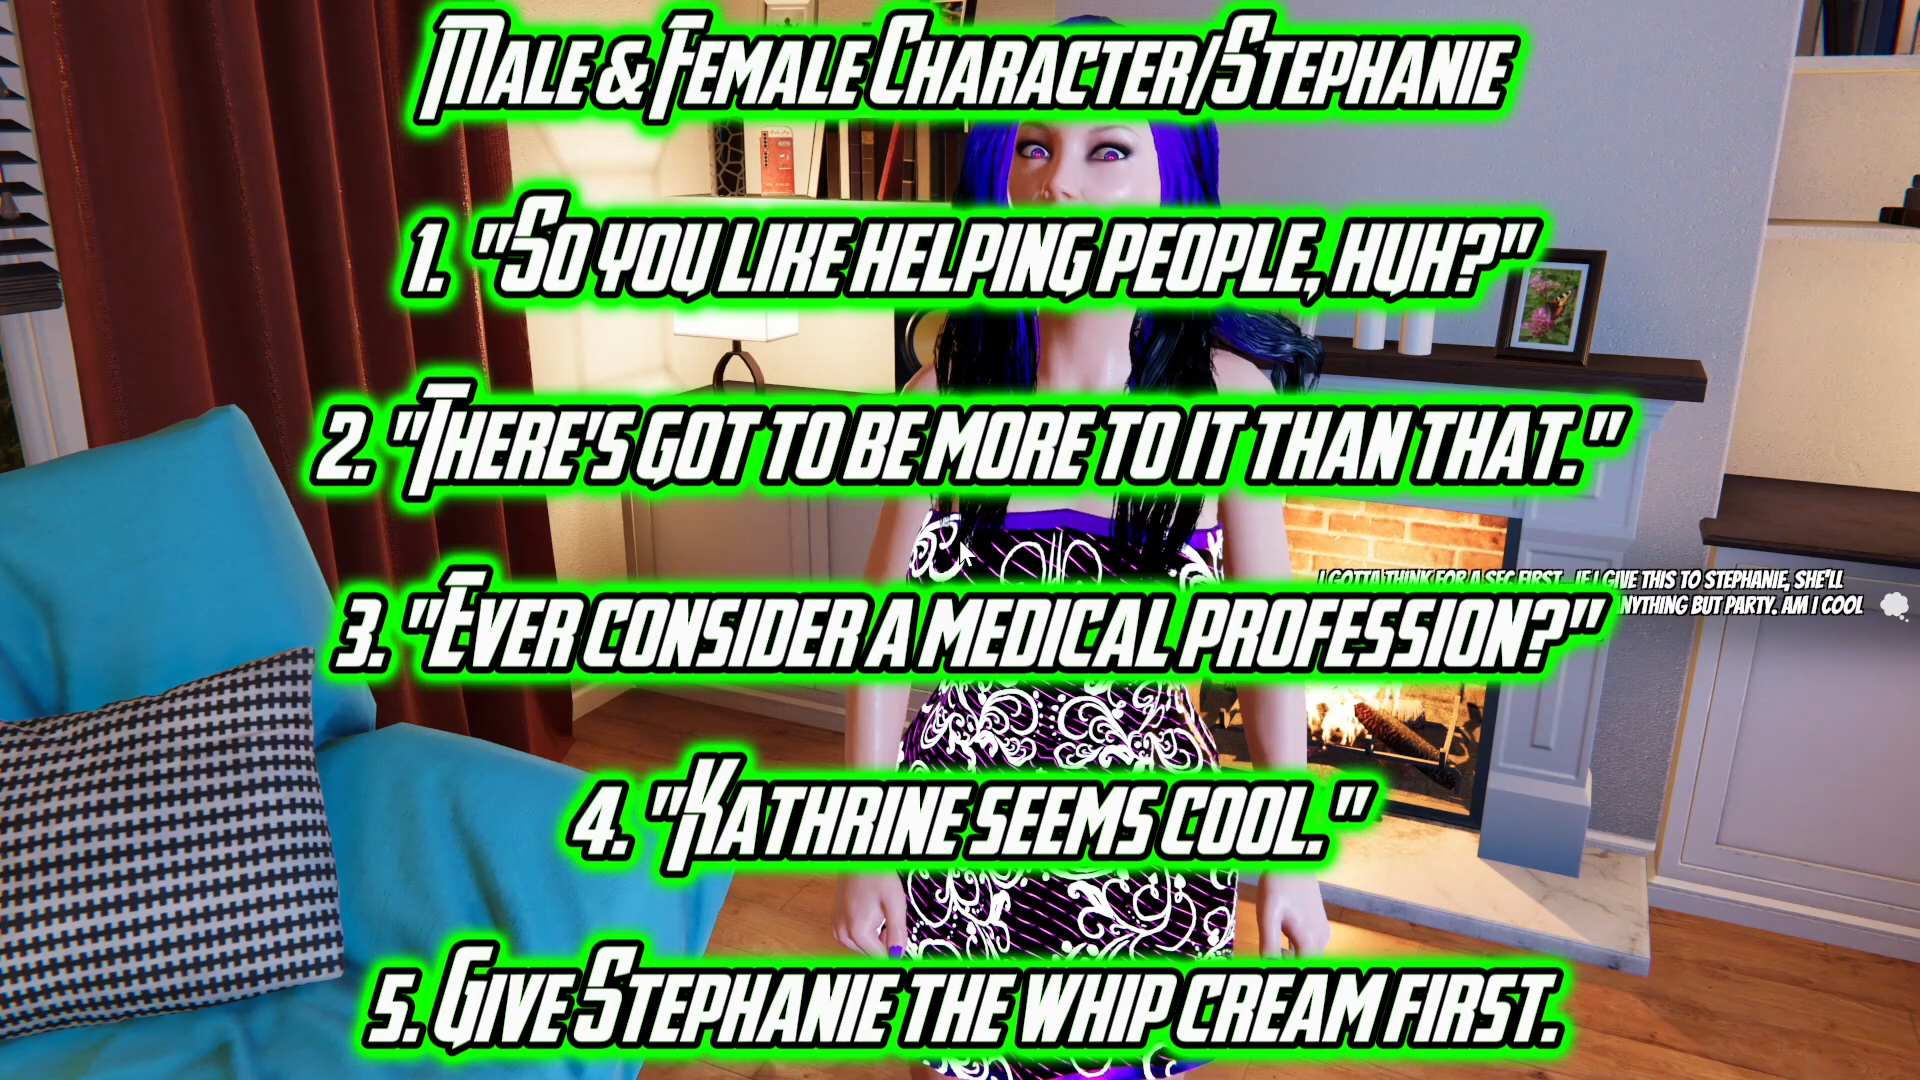 Male & Female Character/Stephanie
1. "So you like helping people, huh?"
2. "There's got to be more to it than that."
I GOTTA THINK FOR A SEC FIRST... IF I GIVE THIS TO STEPHANIE, SHE'LL
NYTHING BUT PARTY. AM I COOL
3. "Ever consider a medical profession?"
4. "Kathrine seems cool."
5. Give Stephanie the whip cream first.